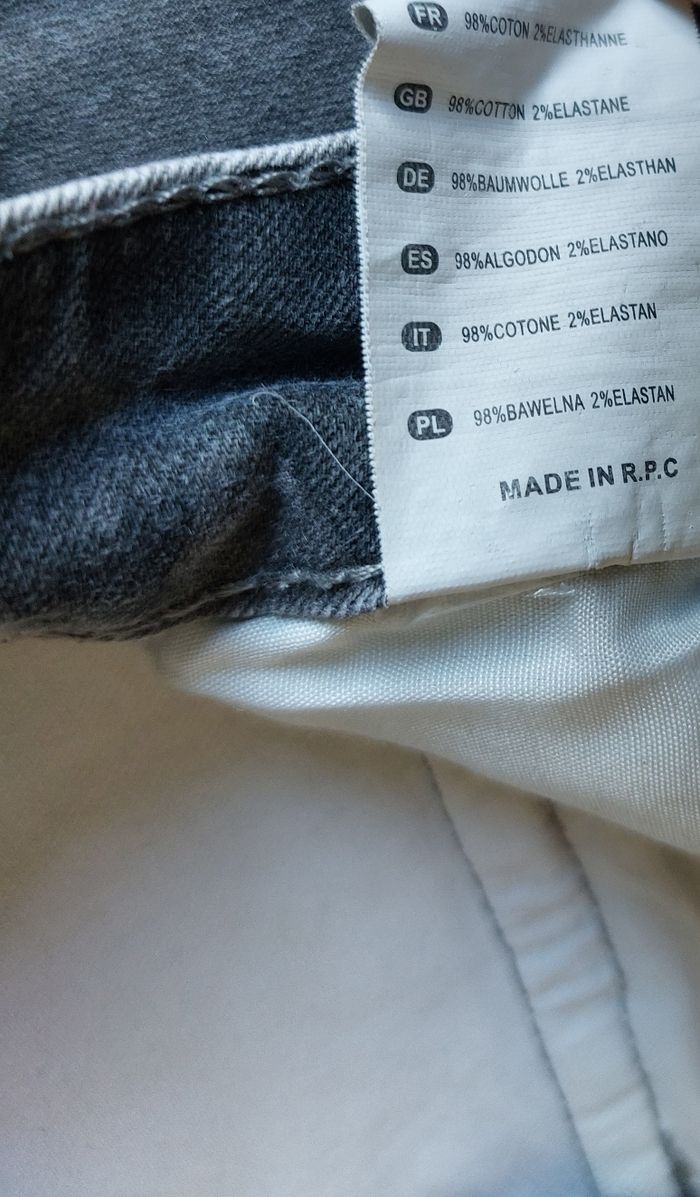 FR 98%COTON 2%ELASTHANNE
GB 98%COTTON 2%ELASTANE
DE 98%BAUMWOLLE 2%ELASTHAN
ES 98%ALGODON 2%ELASTANO
IT 98%COTONE 2%ELASTAN
PL 98%BAWELNA 2%ELASTAN
MADE IN R.P.C